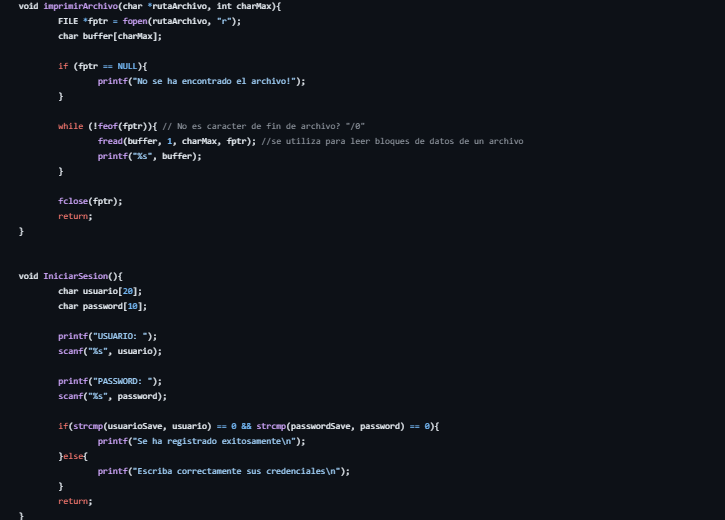 void imprimirArchivo(char *rutaArchivo, int charMax){
FILE *fptr = fopen(rutaArchivo, "r");
char buffer[charMax];
if (fptr == NULL){
printf("No se ha encontrado el archivo!");
}
while (!feof(fptr)){ // No es caracter de fin de archivo? "/0"
fread(buffer, 1, charMax, fptr); //se utiliza para leer bloques de datos de un archivo
printf("%s", buffer);
}
fclose(fptr);
return;
}
void IniciarSesion(){
char usuario[20];
char password[10];
printf("USUARIO: ");
scanf("%s", usuario);
printf("PASSWORD: ");
scanf("%s", password);
if(strcmp(usuarioSave, usuario) == 0 && strcmp(passwordSave, password) == 0){
printf("Se ha registrado exitosamente\n");
}else{
printf("Escriba correctamente sus credenciales\n");
}
return;
}